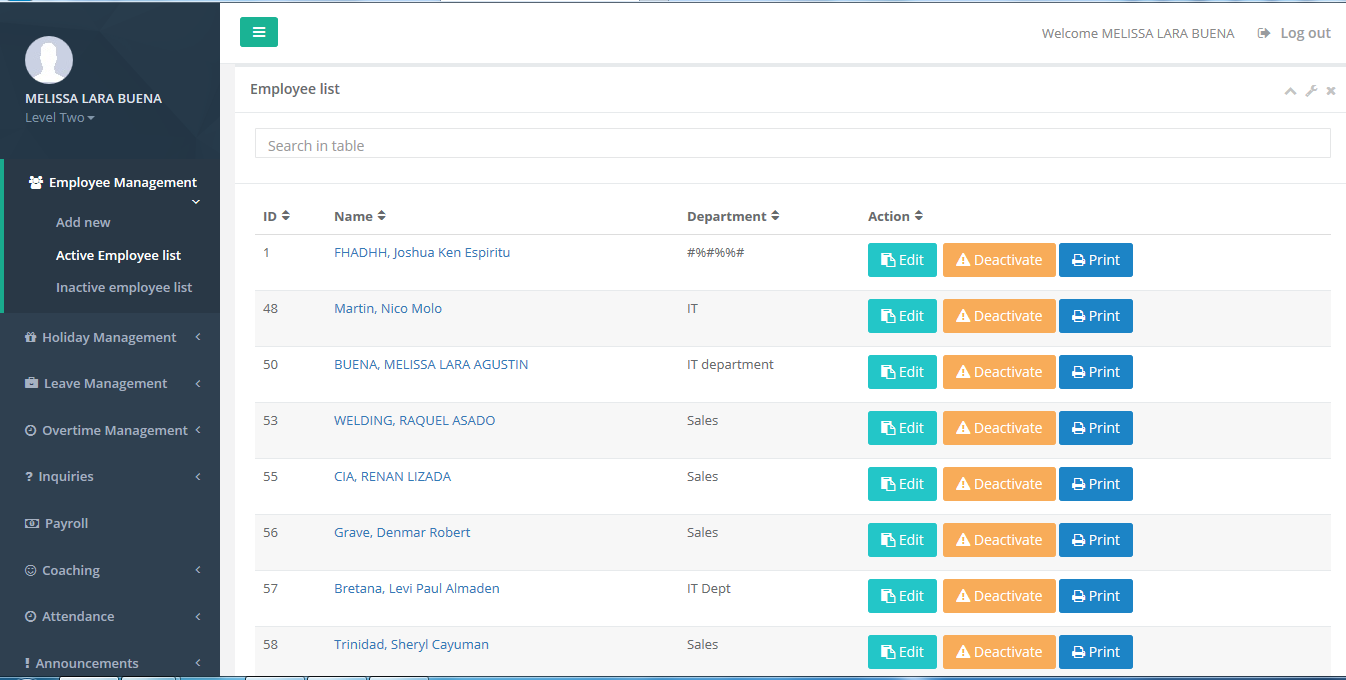 MELISSA LARA BUENA
Level Two
Employee Management
Add new
Active Employee list
Inactive employee list
Holiday Management
Leave Management
Overtime Management
? Inquiries
Payroll
Coaching
Attendance
! Announcements
Welcome MELISSA LARA BUENA Log out
Employee list
Search in table
ID Name Department Action
1 FHADHH, Joshua Ken Espiritu #%#%%# Edit Deactivate Print
48 Martin, Nico Molo IT Edit Deactivate Print
50 BUENA, MELISSA LARA AGUSTIN IT department Edit Deactivate Print
53 WELDING, RAQUEL ASADO Sales Edit Deactivate Print
55 CIA, RENAN LIZADA Sales Edit Deactivate Print
56 Grave, Denmar Robert Sales Edit Deactivate Print
57 Bretana, Levi Paul Almaden IT Dept Edit Deactivate Print
58 Trinidad, Sheryl Cayuman Sales Edit Deactivate Print